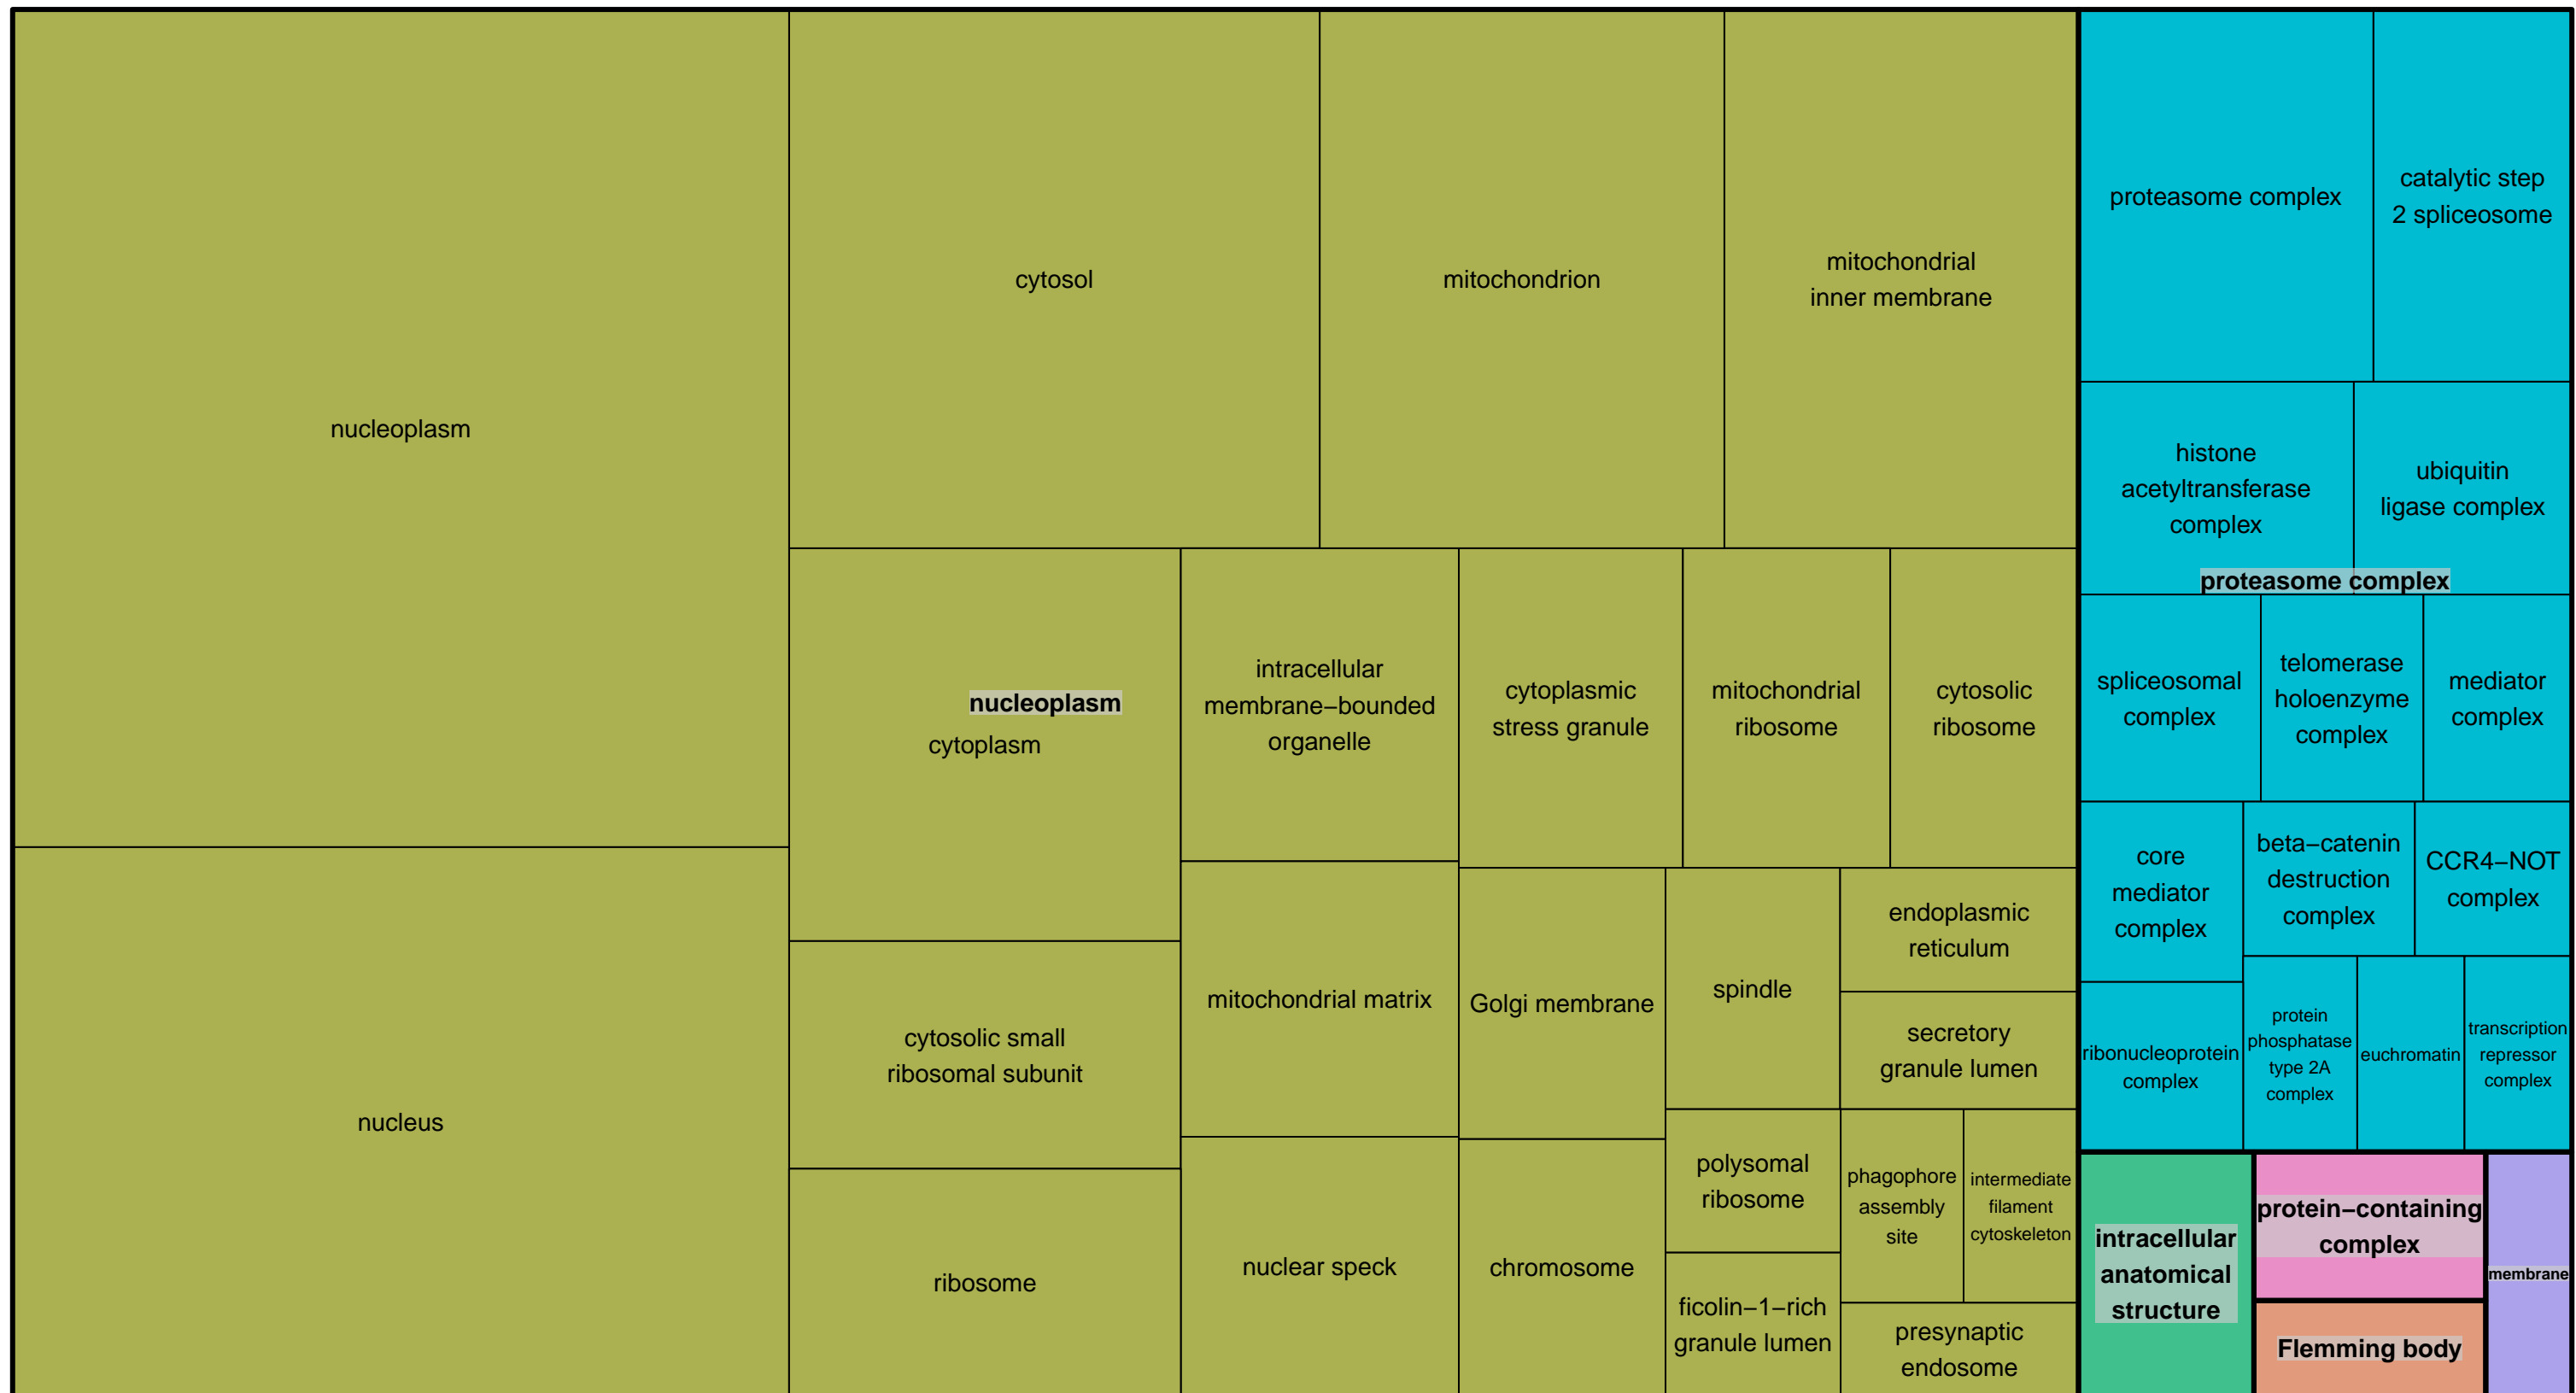 nucleoplasm
nucleus
cytosol
mitochondrion
mitochondrial
inner membrane
nucleoplasm
cytoplasm
intracellular
membrane−bounded
organelle
cytoplasmic
stress granule
mitochondrial
ribosome
cytosolic
ribosome
cytosolic small
ribosomal subunit
ribosome
mitochondrial matrix
nuclear speck
Golgi membrane
chromosome
spindle
endoplasmic
reticulum
secretory
granule lumen
polysomal
ribosome
ficolin−1−rich
granule lumen
phagophore
assembly
site
intermediate
filament
cytoskeleton
presynaptic
endosome
proteasome complex
catalytic step
2 spliceosome
histone
acetyltransferase
complex
ubiquitin
ligase complex
proteasome complex
spliceosomal
complex
telomerase
holoenzyme
complex
mediator
complex
core
mediator
complex
beta−catenin
destruction
complex
CCR4−NOT
complex
ribonucleoprotein
complex
protein
phosphatase
type 2A
complex
euchromatin
transcription
repressor
complex
intracellular
anatomical
structure
protein−containing
complex
Flemming body
membrane